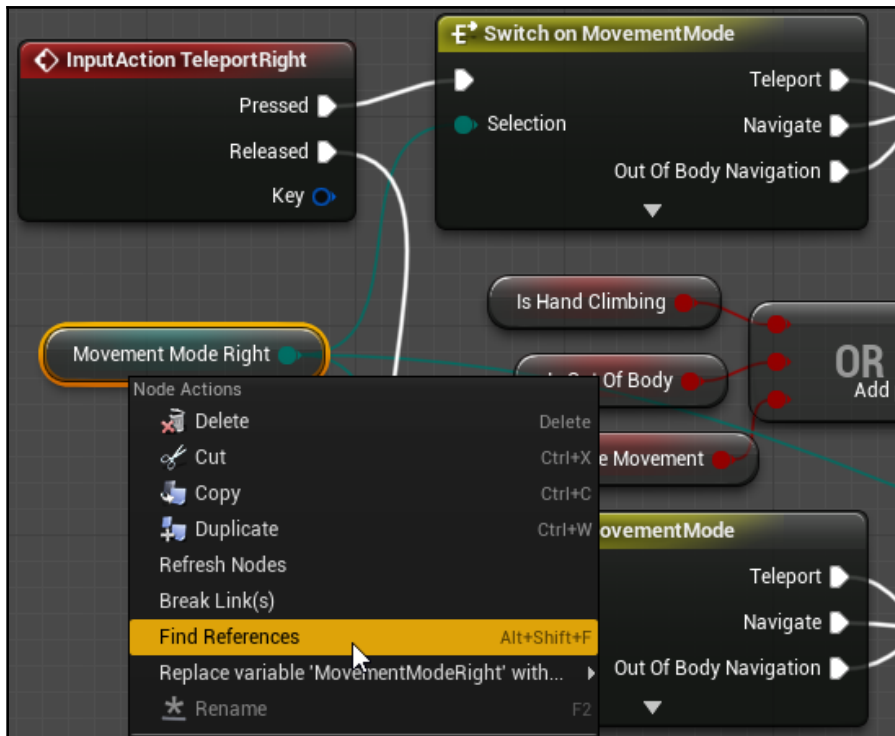 InputAction TeleportRight
Pressed
Released
Key
Switch on MovementMode
Selection
Teleport
Navigate
Out Of Body Navigation
Movement Mode Right
Is Hand Climbing
Out Of Body
Movement
OR
Add
Node Actions
Delete Delete
Cut Ctrl+X
Copy Ctrl+C
Duplicate Ctrl+W
Refresh Nodes
Break Link(s)
Find References Alt+Shift+F
Replace variable 'MovementModeRight' with...
Rename F2
ovementMode
Teleport
Navigate
Out Of Body Navigation